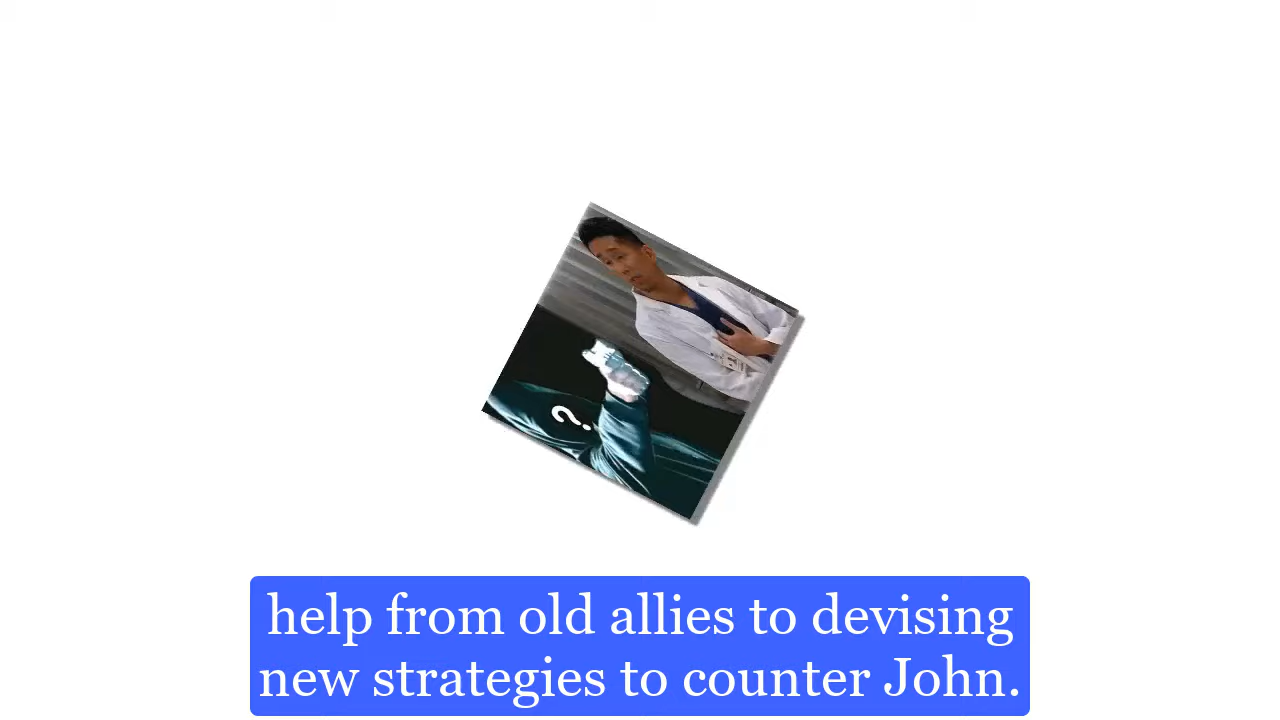 ?
help from old allies to devising
new strategies to counter John.